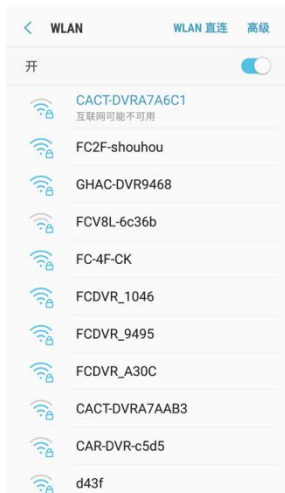 WLAN WLAN 直连 高级
开
CACT-DVRA7A6C1
互联网可能不可用
FC2F-shouhou
GHAC-DVR9468
FCV8L-6c36b
FC-4F-CK
FCDVR_1046
FCDVR_9495
FCDVR_A30C
CACT-DVRA7AAB3
CAR-DVR-c5d5
d43f